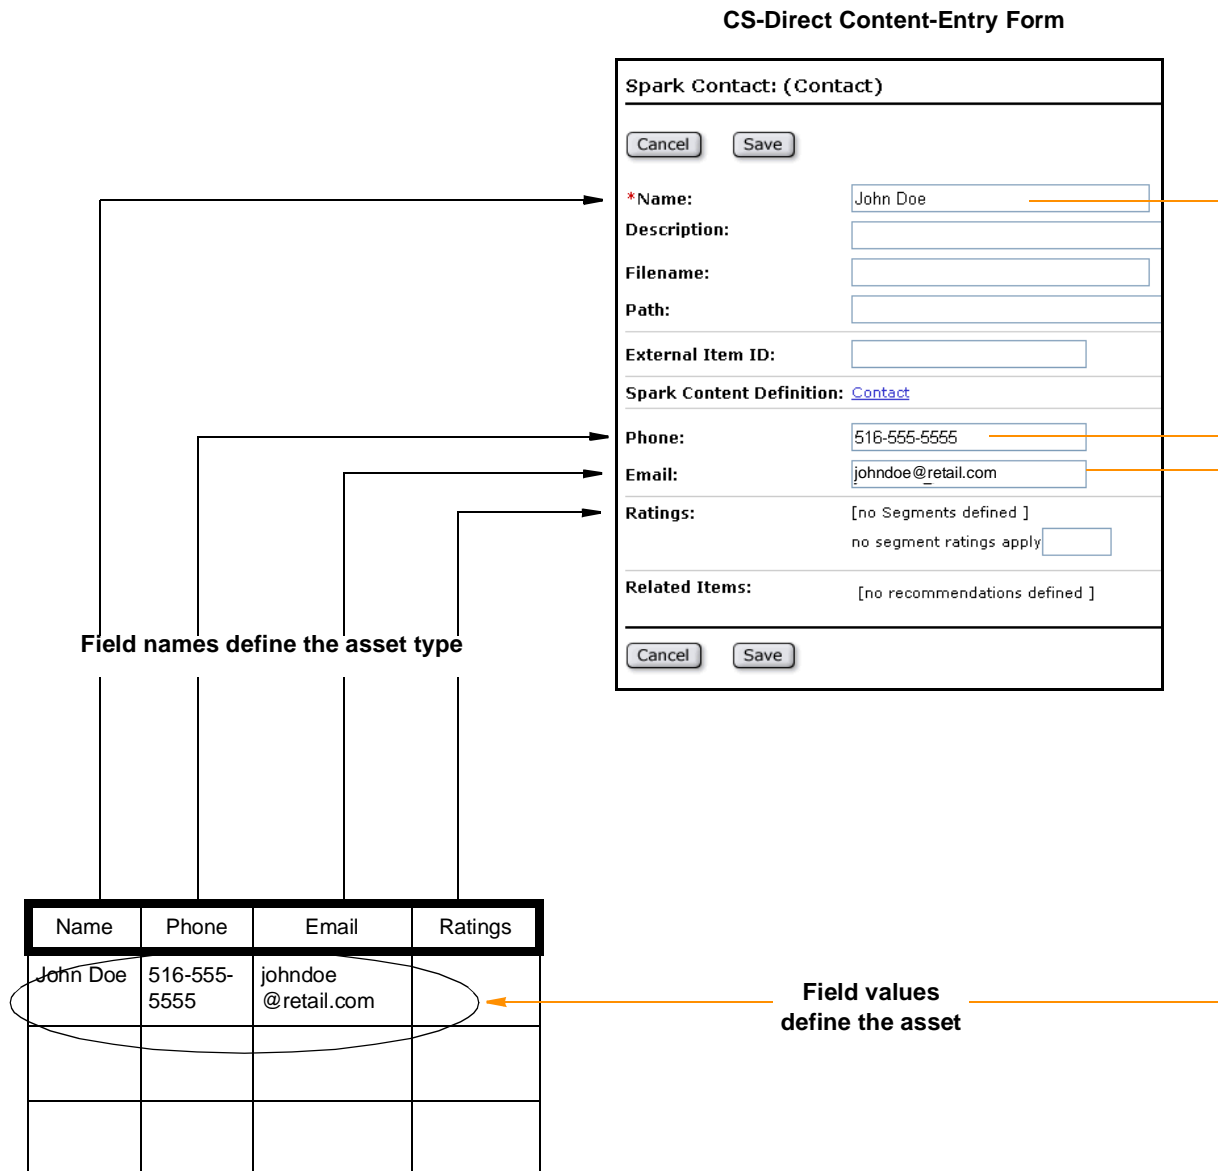 CS-Direct Content-Entry Form
Spark Contact: (Contact)
Cancel Save
*Name: John Doe
Description:
Filename:
Path:
External Item ID:
Spark Content Definition: Contact
Phone: 516-555-5555
Email: johndoe@retail.com
Ratings: [no Segments defined ]
no segment ratings apply
Related Items: [no recommendations defined ]
Cancel Save
Field names define the asset type
Name Phone Email Ratings
John Doe 516-555- johndoe
5555 @retail.com
Field values
define the asset